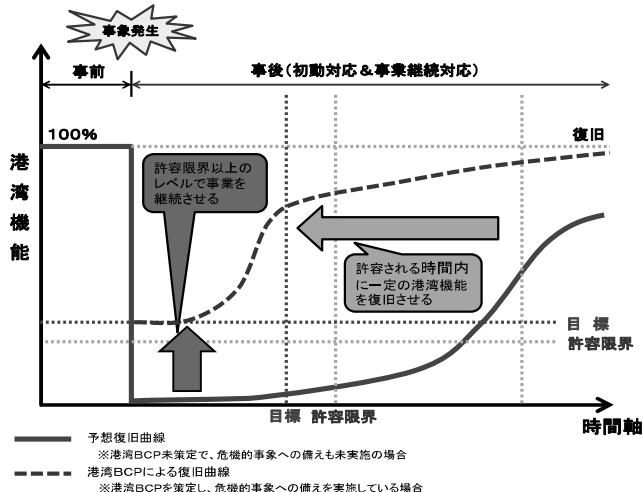 事象発生
事前
事後(初動対応&事業継続対応)
100%
復旧
港湾機能
許容限界以上の
レベルで事業を
継続させる
許容される時間内
に一定の港湾機能
を復旧させる
目 標
許容限界
目標 許容限界
時間軸
予想復旧曲線
※港湾BCP未策定で、危機的事象への備えも未実施の場合
港湾BCPによる復旧曲線
※港湾BCPを策定し、危機的事象への備えを実施している場合